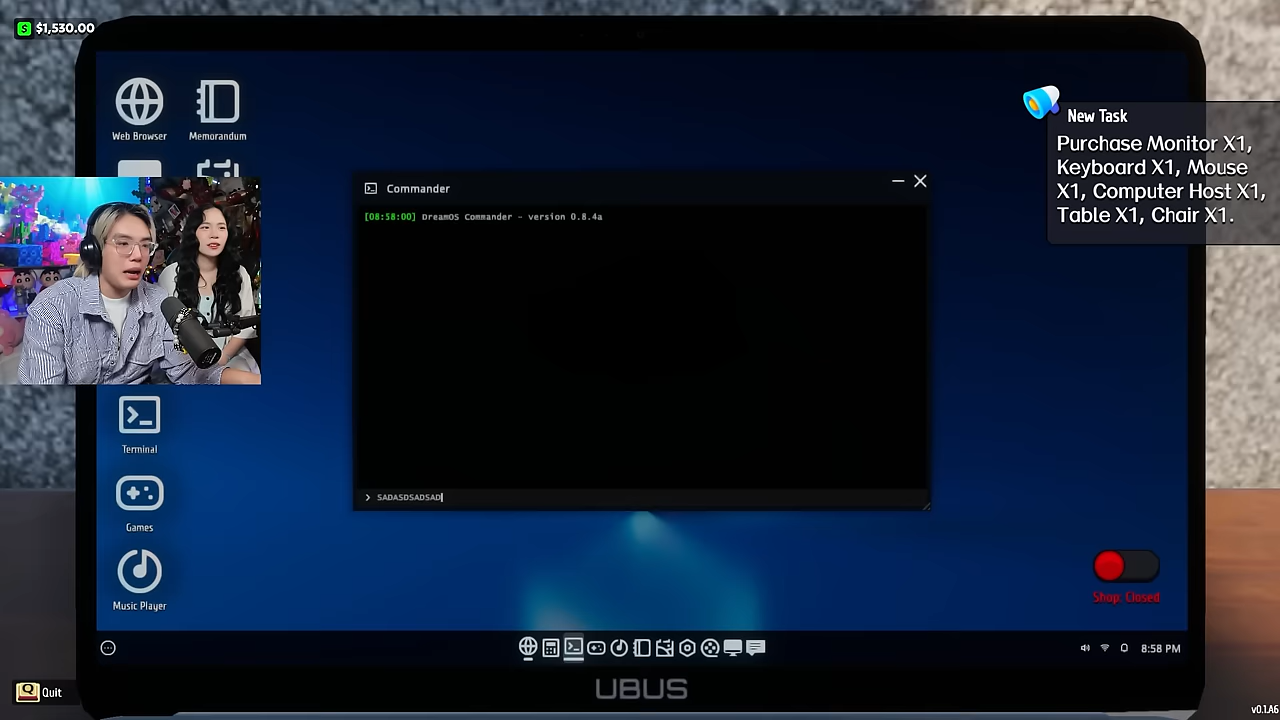 $1,530.00
Web Browser
Memorandum
New Task
Purchase Monitor X1,
Keyboard X1, Mouse
X1, Computer Host X1,
Table X1, Chair X1.
Commander
[08:58:00] DreamOS Commander - version 0.8.4a
> SADASDSADSAD
Terminal
Games
Music Player
Shop: Closed
8:58 PM
UBUS
Q Quit
v0.1.A6